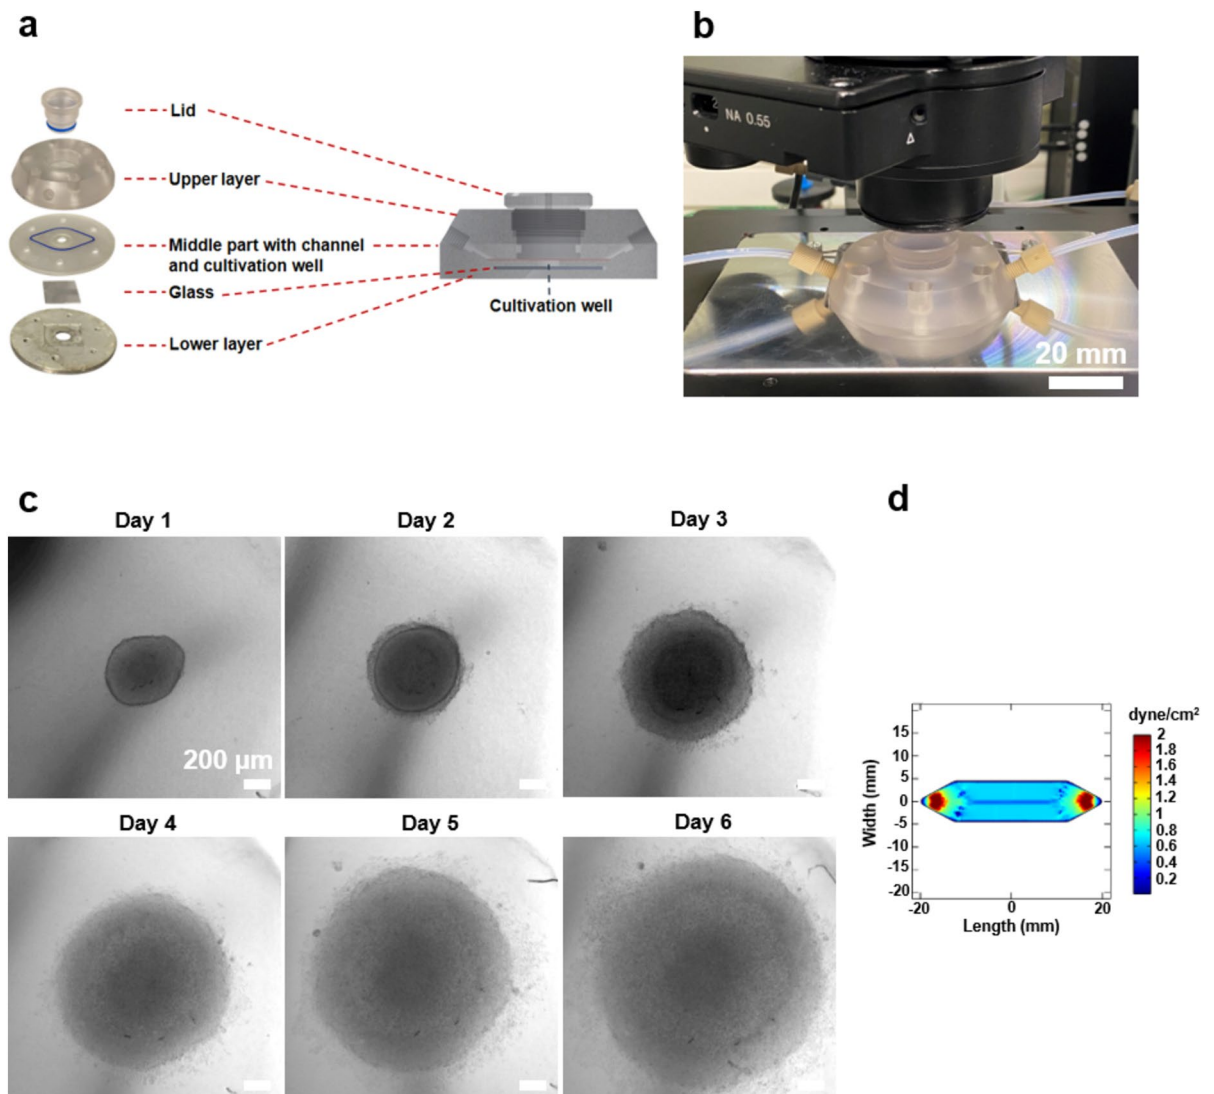 a
Lid
Upper layer
Middle part with channel
and cultivation well
Glass
Lower layer
Cultivation well
b
2
NA 0.55
20 mm
c
Day 1
Day 2
Day 3
200 µm
Day 4
Day 5
Day 6
d
dyne/cm²
2
1.8
1.6
1.4
1.2
1
0.8
0.6
0.4
0.2
Width (mm)
15
10
5
0
-5
-10
-15
-20
-20
0
20
Length (mm)